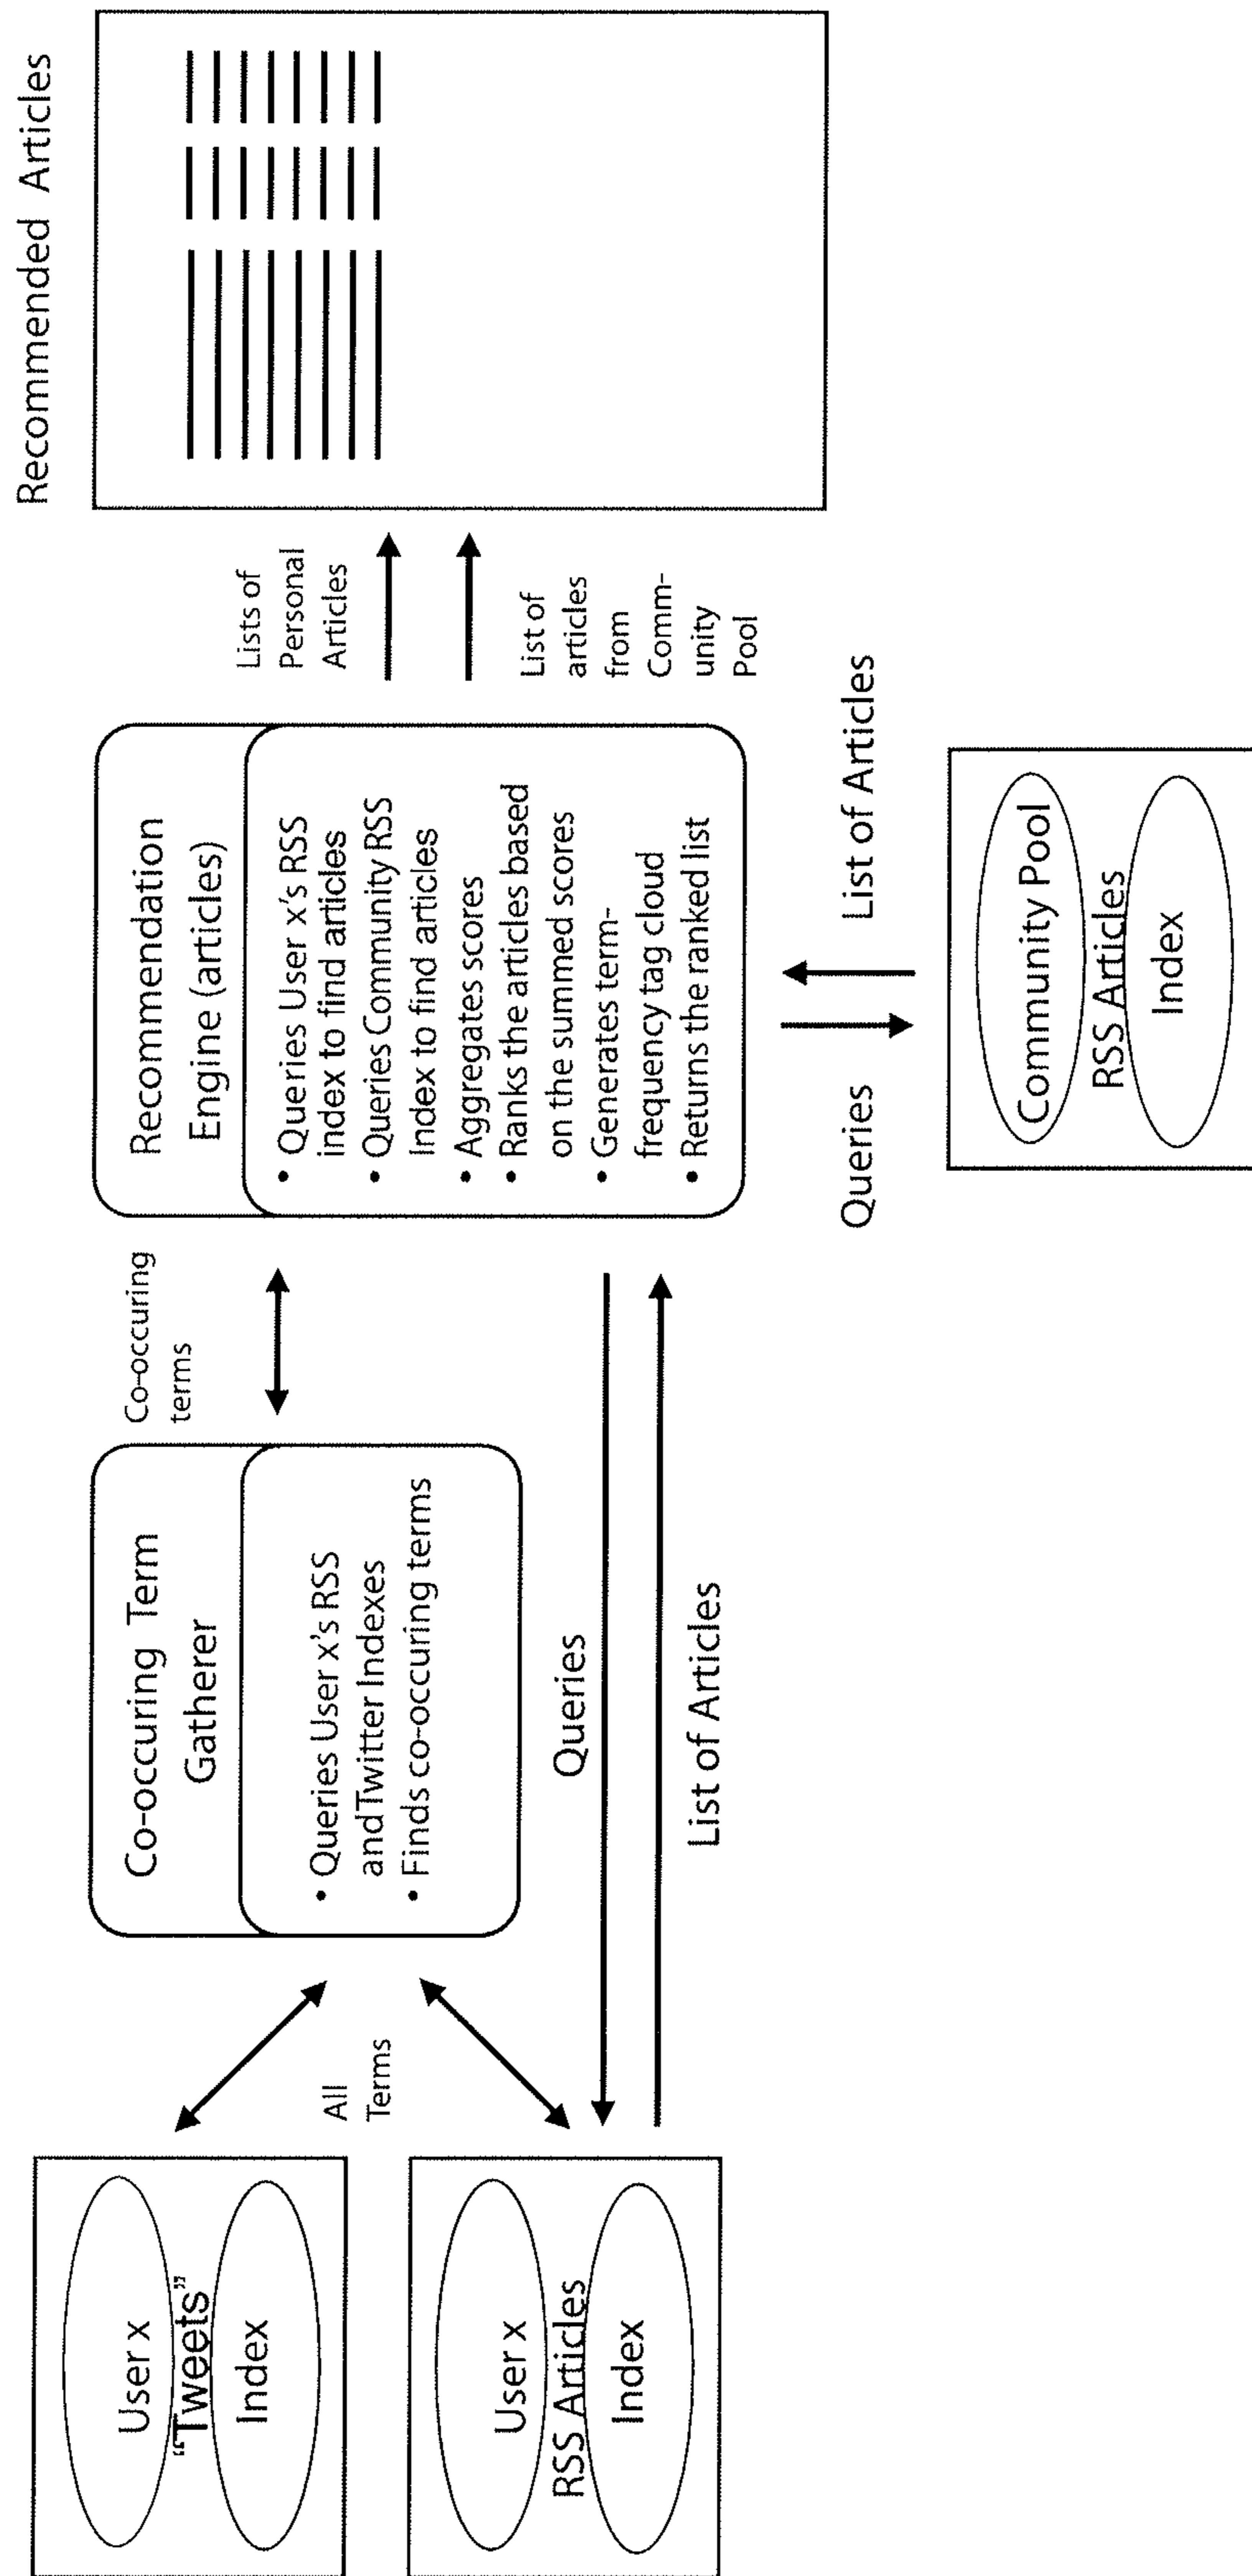 User x
“Tweets”
Index
User x
RSS Articles
Index
All
Terms
Co-occuring Term
Gatherer
• Queries User x's RSS
and Twitter Indexes
• Finds co-occuring terms
Queries
List of Articles
Co-occuring
terms
Recommendation
Engine (articles)
• Queries User x's RSS
index to find articles
• Queries Community RSS
Index to find articles
• Aggregates scores
• Ranks the articles based
on the summed scores
• Generates term-
frequency tag cloud
• Returns the ranked list
Queries
List of Articles
Community Pool
RSS Articles
Index
Lists of
Personal
Articles
List of
articles
from
Comm-
unity
Pool
Recommended Articles